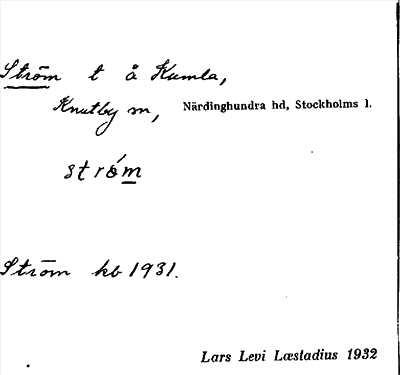 Ström t å Kumla,
Knutby sn, Närdinghundra hd, Stockholms l.
strö́m
Ström kb 1931.
Lars Levi Læstadius 1932